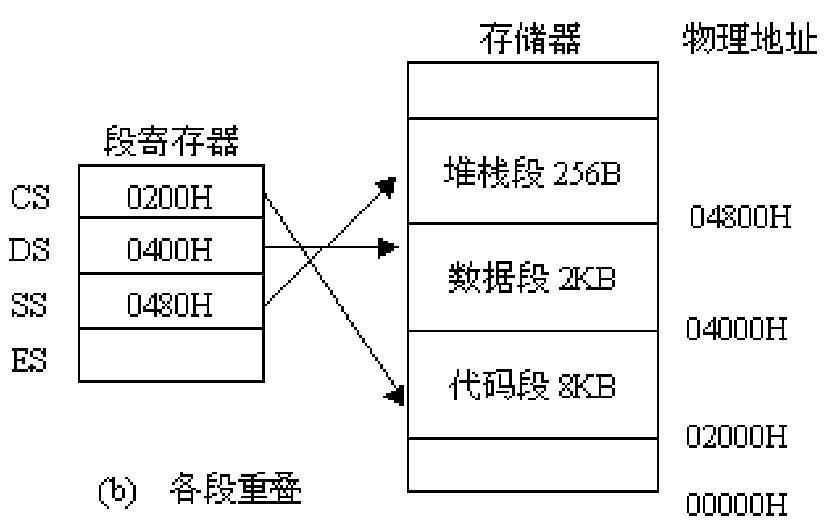 存储器 物理地址
段寄存器
CS 0200H
DS 0400H
SS 0480H
ES
堆栈段 256B
04800H
数据段 2KB
04000H
代码段 8KB
02000H
00000H
(b) 各段重叠